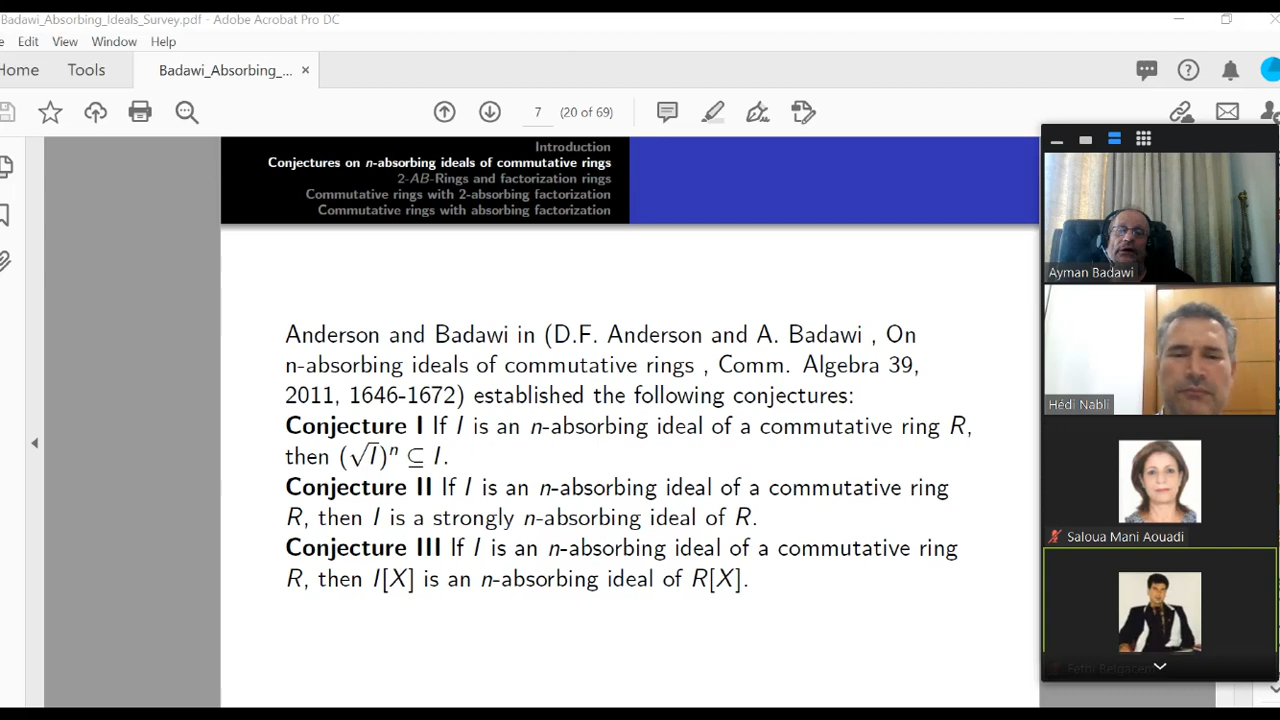 Badawi_Absorbing_Ideals_Survey.pdf - Adobe Acrobat Pro DC
Edit View Window Help
Home Tools Badawi_Absorbing_... ×
7 (20 of 69)
Introduction
Conjectures on n-absorbing ideals of commutative rings
2-AB-Rings and factorization rings
Commutative rings with 2-absorbing factorization
Commutative rings with absorbing factorization
Anderson and Badawi in (D.F. Anderson and A. Badawi , On
n-absorbing ideals of commutative rings , Comm. Algebra 39,
2011, 1646-1672) established the following conjectures:
Conjecture I If I is an n-absorbing ideal of a commutative ring R,
then (√I)ⁿ ⊆ I.
Conjecture II If I is an n-absorbing ideal of a commutative ring
R, then I is a strongly n-absorbing ideal of R.
Conjecture III If I is an n-absorbing ideal of a commutative ring
R, then I[X] is an n-absorbing ideal of R[X].
Ayman Badawi
Hédi Nabli
Saloua Mani Aouadi
Fethi Belgacem